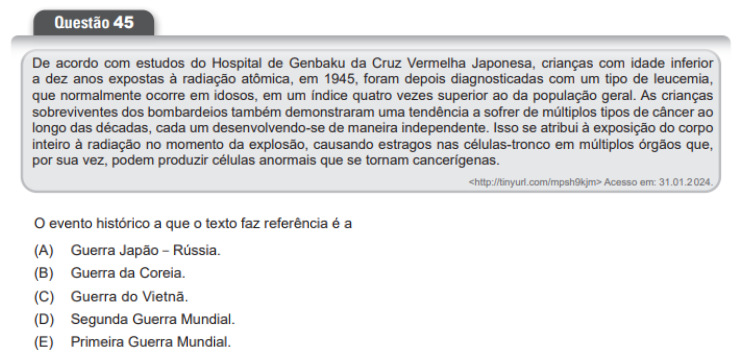 Questão 45
De acordo com estudos do Hospital de Genbaku da Cruz Vermelha Japonesa, crianças com idade inferior
a dez anos expostas à radiação atômica, em 1945, foram depois diagnosticadas com um tipo de leucemia,
que normalmente ocorre em idosos, em um índice quatro vezes superior ao da população geral. As crianças
sobreviventes dos bombardeios também demonstraram uma tendência a sofrer de múltiplos tipos de câncer ao
longo das décadas, cada um desenvolvendo-se de maneira independente. Isso se atribui à exposição do corpo
inteiro à radiação no momento da explosão, causando estragos nas células-tronco em múltiplos órgãos que,
por sua vez, podem produzir células anormais que se tornam cancerígenas.
<http://tinyurl.com/mpsh9kjm> Acesso em: 31.01.2024.
O evento histórico a que o texto faz referência é a
(A) Guerra Japão – Rússia.
(B) Guerra da Coreia.
(C) Guerra do Vietnã.
(D) Segunda Guerra Mundial.
(E) Primeira Guerra Mundial.